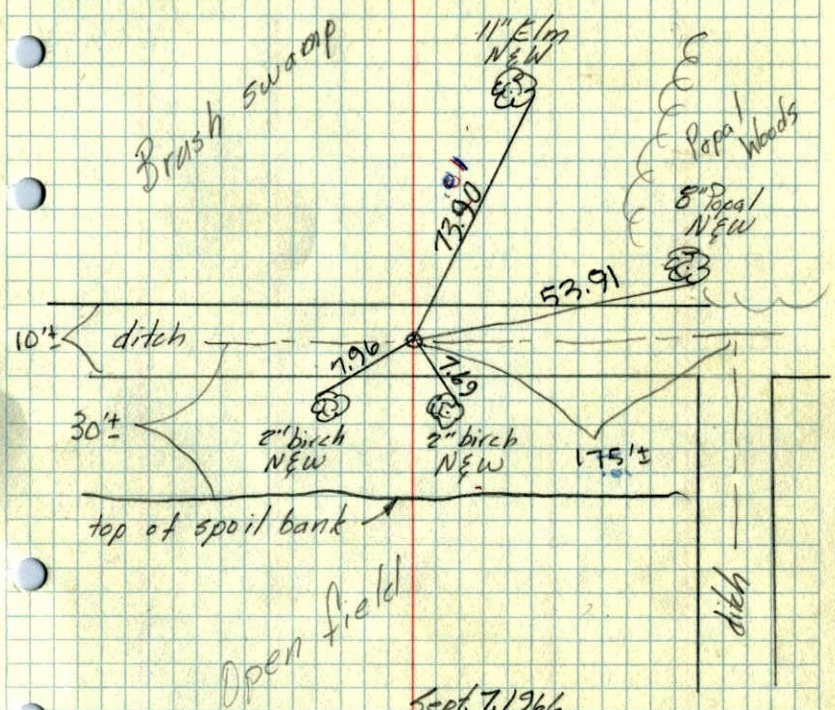 11" Elm
N & W
Brush swamp
Popal
Woods
8" Popal
N & W
73.90
53.91
10'±
ditch
7.96
7.69
30'±
2" birch
N & W
2" birch
N & W
175'±
top of spoil bank
ditch
Open field
Sept. 7, 1966